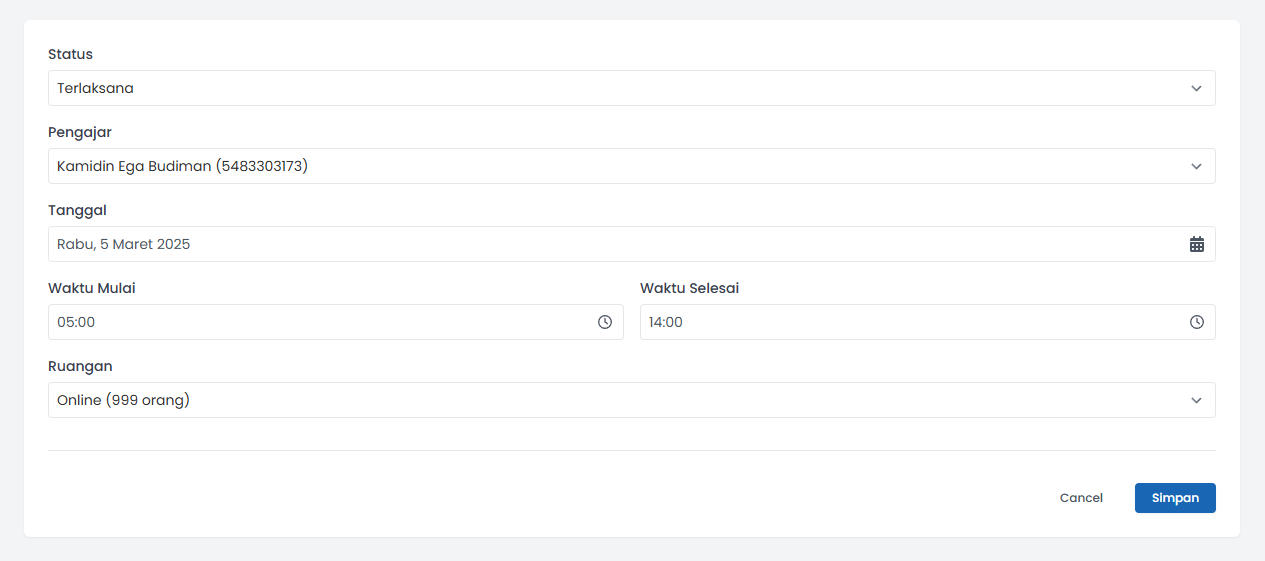 Status
Terlaksana
Pengajar
Kamidin Ega Budiman (5483303173)
Tanggal
Rabu, 5 Maret 2025
Waktu Mulai
05:00
Waktu Selesai
14:00
Ruangan
Online (999 orang)
Cancel
Simpan